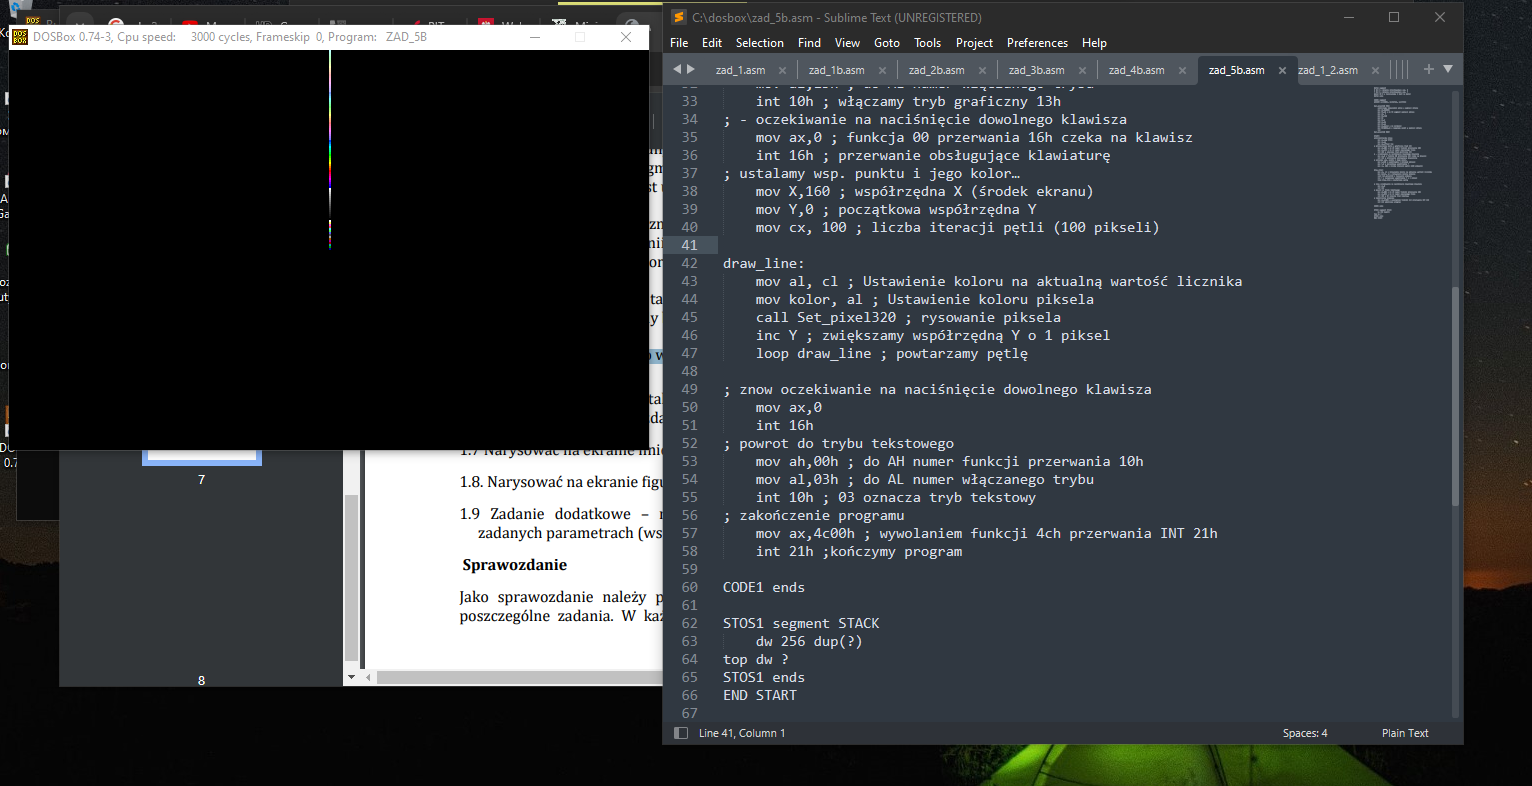 DOSBox 0.74-3, Cpu speed: 3000 cycles, Frameskip 0, Program: ZAD_5B
C:\dosbox\zad_5b.asm - Sublime Text (UNREGISTERED)
File Edit Selection Find View Goto Tools Project Preferences Help
zad_1.asm zad_1b.asm zad_2b.asm zad_3b.asm zad_4b.asm zad_5b.asm zad_1_2.asm
33 int 10h ; włączamy tryb graficzny 13h
34 ; - oczekiwanie na naciśnięcie dowolnego klawisza
35 mov ax,0 ; funkcja 00 przerwania 16h czeka na klawisz
36 int 16h ; przerwanie obsługujące klawiaturę
37 ; ustalamy wsp. punktu i jego kolor…
38 mov X,160 ; współrzędna X (środek ekranu)
39 mov Y,0 ; początkowa współrzędna Y
40 mov cx, 100 ; liczba iteracji pętli (100 pikseli)
41
42 draw_line:
43 mov al, cl ; Ustawienie koloru na aktualną wartość licznika
44 mov kolor, al ; Ustawienie koloru piksela
45 call Set_pixel320 ; rysowanie piksela
46 inc Y ; zwiększamy współrzędną Y o 1 piksel
47 loop draw_line ; powtarzamy pętlę
48
49 ; znow oczekiwanie na naciśnięcie dowolnego klawisza
50 mov ax,0
51 int 16h
52 ; powrot do trybu tekstowego
53 mov ah,00h ; do AH numer funkcji przerwania 10h
54 mov al,03h ; do AL numer włączanego trybu
55 int 10h ; 03 oznacza tryb tekstowy
56 ; zakończenie programu
57 mov ax,4c00h ; wywolaniem funkcji 4ch przerwania INT 21h
58 int 21h ;kończymy program
59
60 CODE1 ends
61
62 STOS1 segment STACK
63 dw 256 dup(?)
64 top dw ?
65 STOS1 ends
66 END START
67
Line 41, Column 1 Spaces: 4 Plain Text
7
8
1.8. Narysować na ekranie figu
1.9 Zadanie dodatkowe –
zadanych parametrach (ws
Sprawozdanie
Jako sprawozdanie należy p
poszczególne zadania. W każ